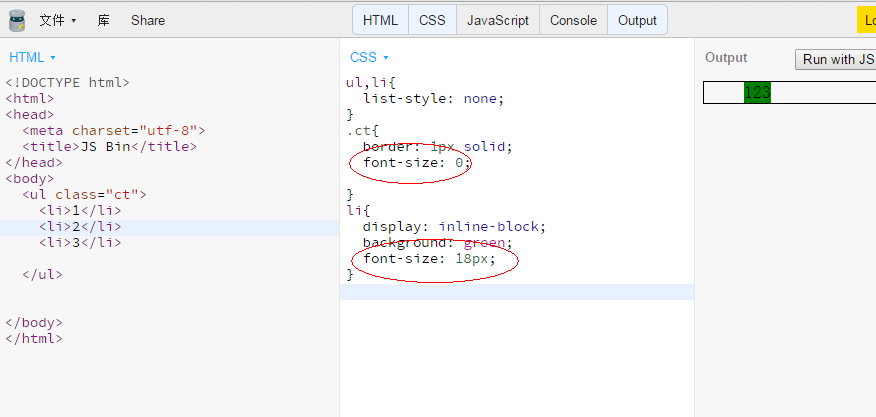 文件 库 Share HTML CSS JavaScript Console Output Lo
HTML
<!DOCTYPE html>
<html>
<head>
<meta charset="utf-8">
<title>JS Bin</title>
</head>
<body>
<ul class="ct">
<li>1</li>
<li>2</li>
<li>3</li>
</ul>
</body>
</html>
CSS
ul,li{
list-style: none;
}
.ct{
border: 1px solid;
font-size: 0;
}
li{
display: inline-block;
background: green;
font-size: 18px;
}
Output Run with JS
123